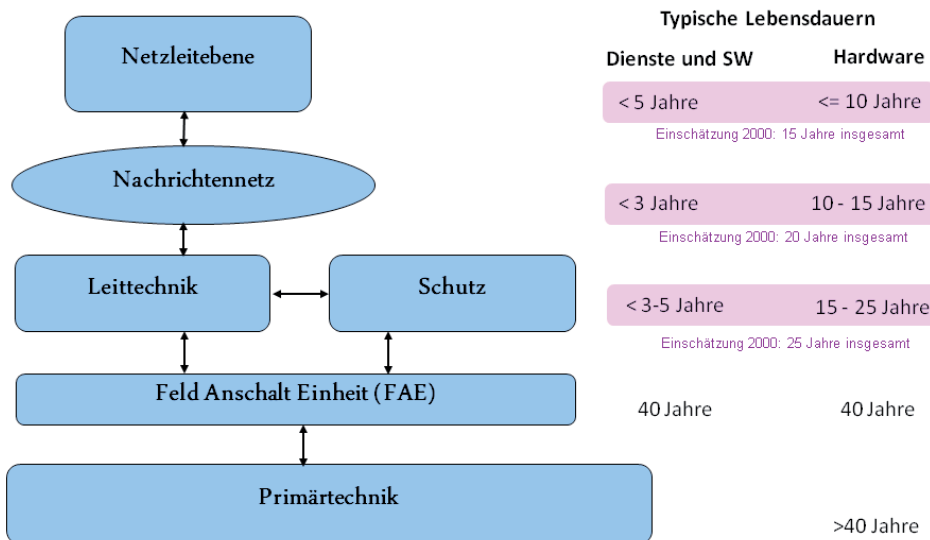 Typische Lebensdauern
Dienste und SW Hardware
Netzleitebene
< 5 Jahre <= 10 Jahre
Einschätzung 2000: 15 Jahre insgesamt
Nachrichtennetz
< 3 Jahre 10 - 15 Jahre
Einschätzung 2000: 20 Jahre insgesamt
Leittechnik Schutz
< 3-5 Jahre 15 - 25 Jahre
Einschätzung 2000: 25 Jahre insgesamt
Feld Anschalt Einheit (FAE)
40 Jahre 40 Jahre
Primärtechnik
>40 Jahre